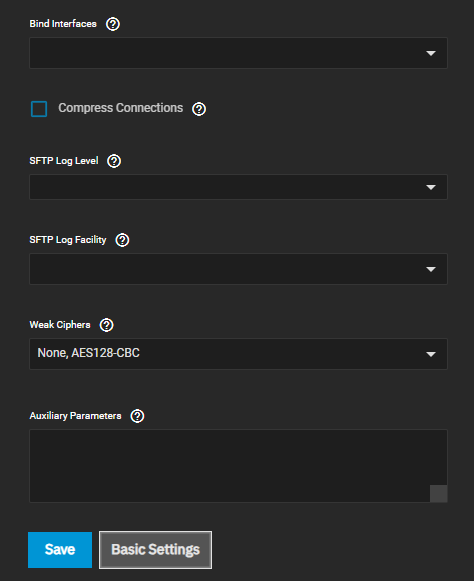 Bind Interfaces
Compress Connections
SFTP Log Level
SFTP Log Facility
Weak Ciphers
None, AES128-CBC
Auxiliary Parameters
Save Basic Settings